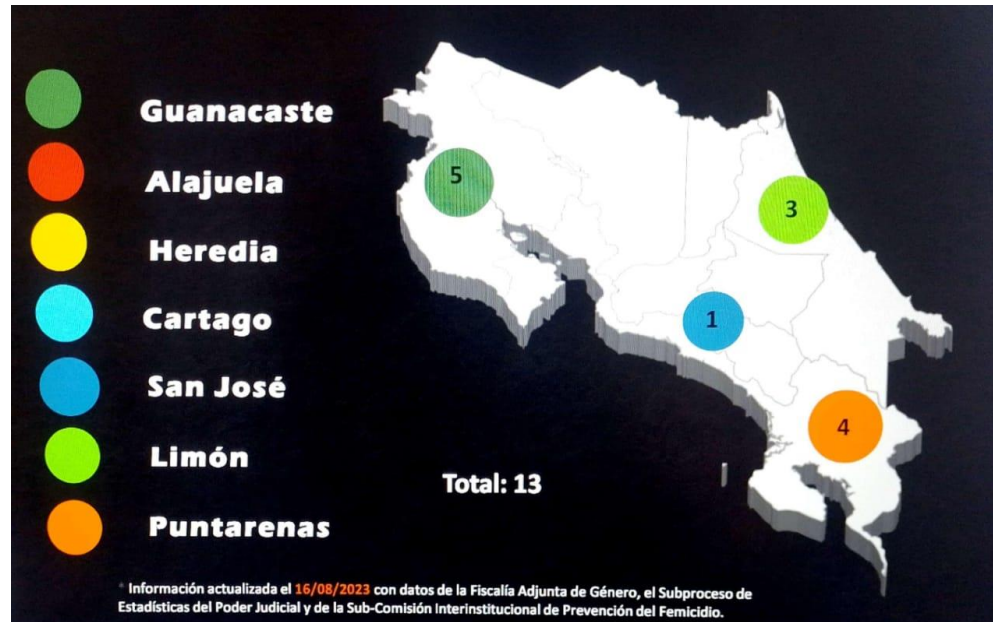 Guanacaste
Alajuela
Heredia
Cartago
San José
Limón
Puntarenas
5
3
1
4
Total: 13
* Información actualizada el 16/08/2023 con datos de la Fiscalía Adjunta de Género, el Subproceso de
Estadísticas del Poder Judicial y de la Sub-Comisión Interinstitucional de Prevención del Femicidio.